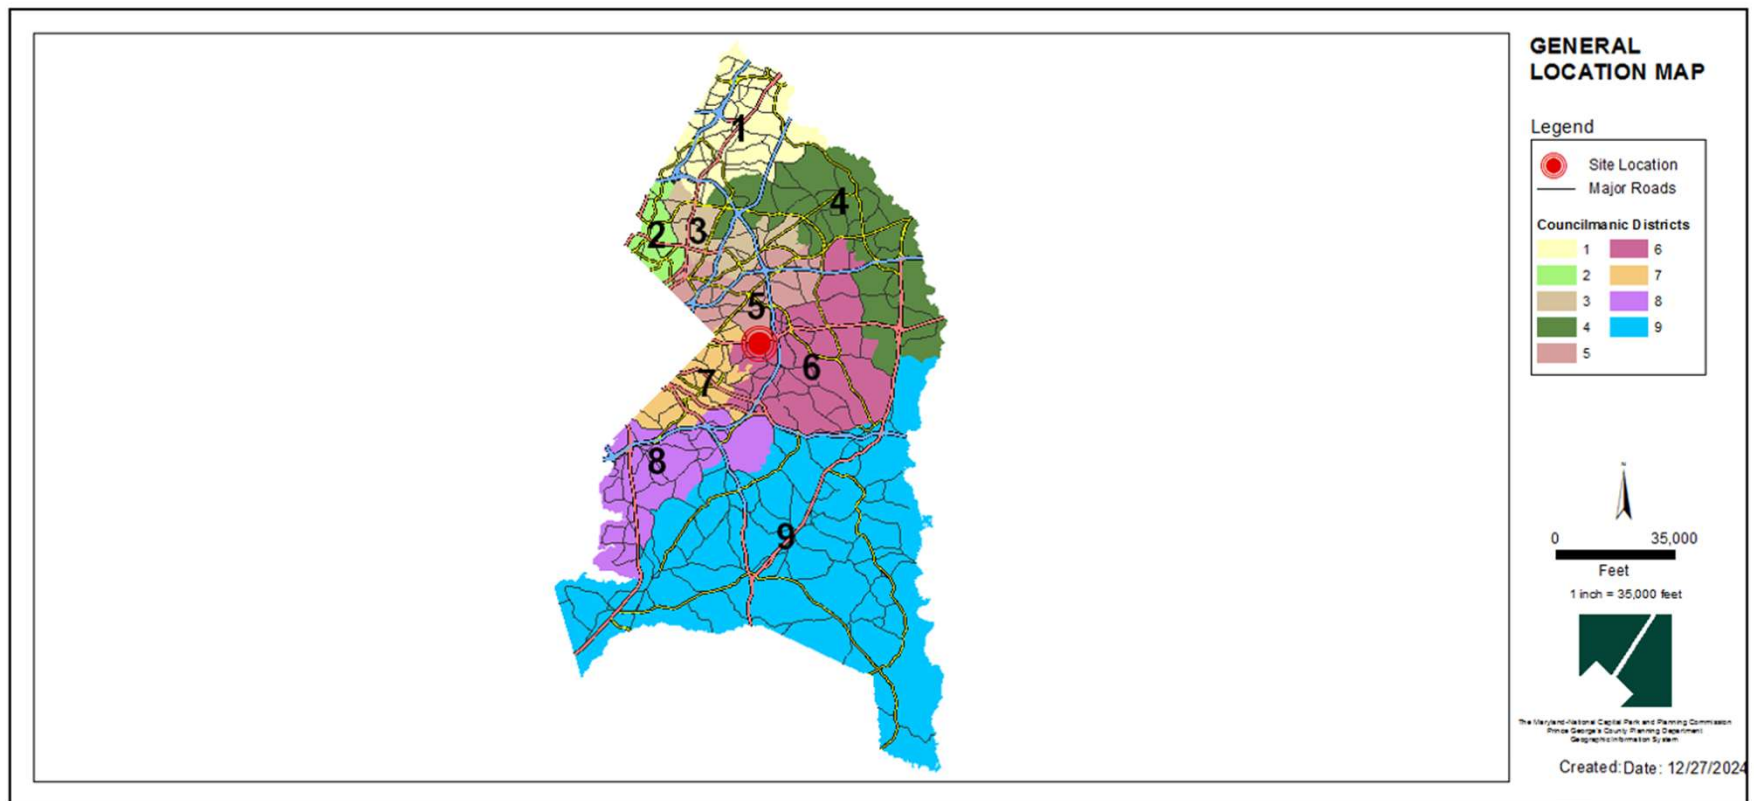 GENERAL
LOCATION MAP
Legend
Site Location
Major Roads
Councilmanic Districts
1 6
2 7
3 8
4 9
5
1
4
2
3
5
6
7
8
9
N
0 35,000
Feet
1 inch = 35,000 feet
The Maryland-National Capital Park and Planning Commission
Prince George's County Planning Department
Geographic Information System
Created: Date: 12/27/2024